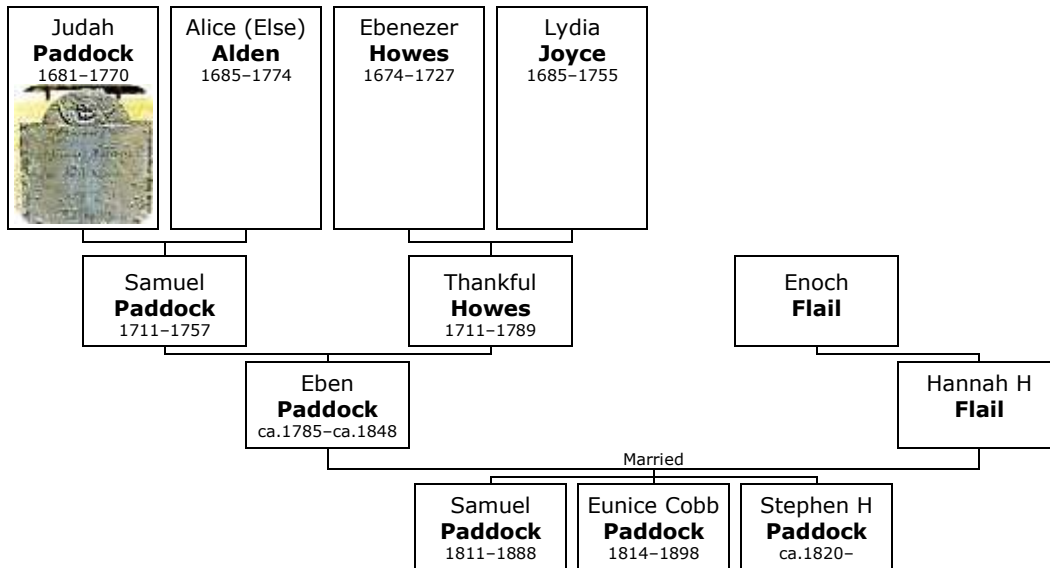 Judah
Paddock
1681–1770
Alice (Else)
Alden
1685–1774
Ebenezer
Howes
1674–1727
Lydia
Joyce
1685–1755
Samuel
Paddock
1711–1757
Thankful
Howes
1711–1789
Enoch
Flail
Eben
Paddock
ca.1785–ca.1848
Hannah H
Flail
Married
Samuel
Paddock
1811–1888
Eunice Cobb
Paddock
1814–1898
Stephen H
Paddock
ca.1820–